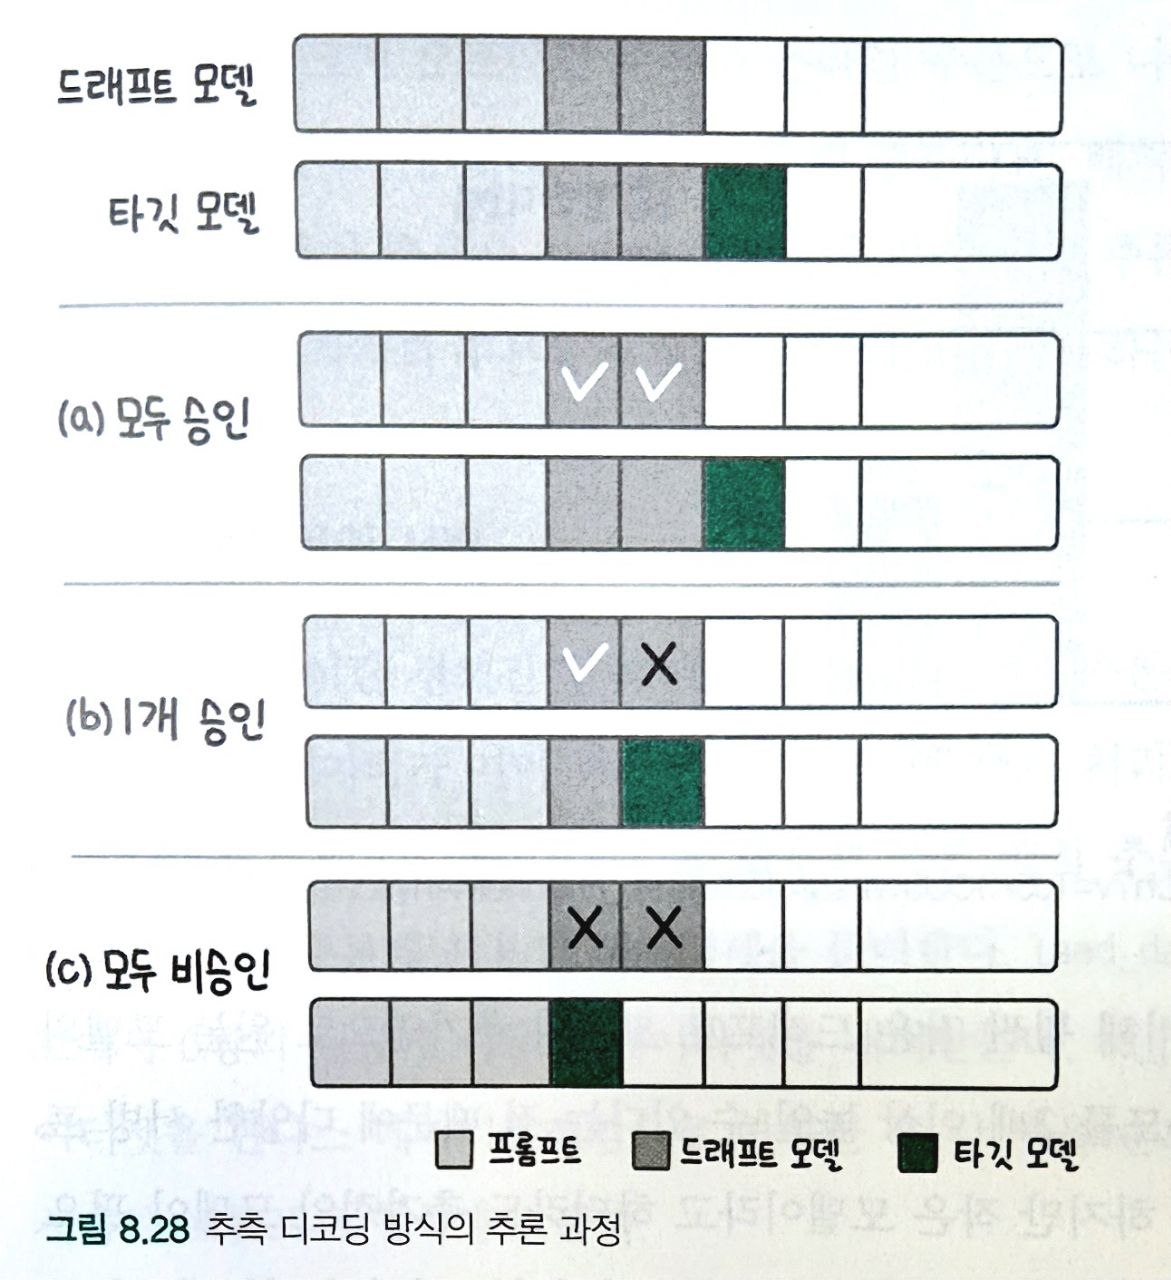 드래프트 모델
타깃 모델
(a) 모두 승인
(b) 1개 승인
(c) 모두 비승인
프롬프트 드래프트 모델 타깃 모델
그림 8.28 추측 디코딩 방식의 추론 과정